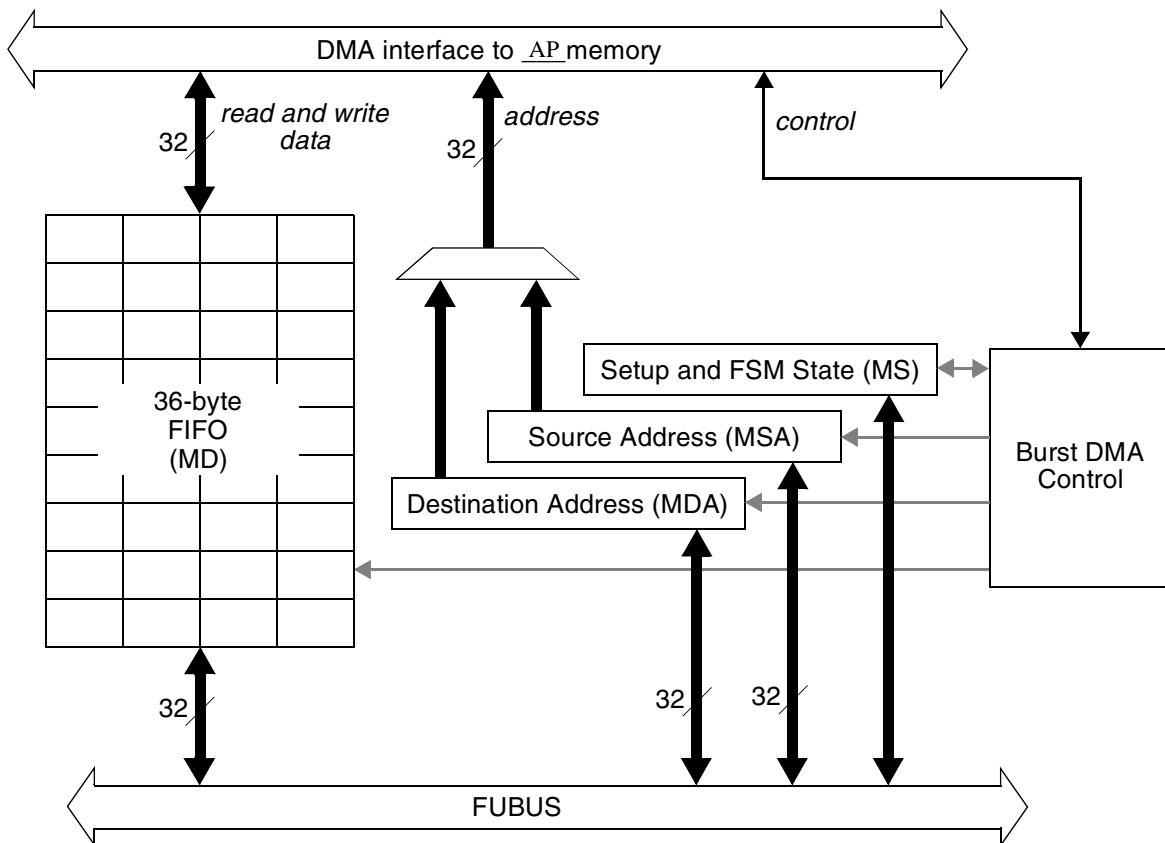 DMA interface to AP memory
read and write
data
32
address
32
control
Setup and FSM State (MS)
36-byte
FIFO
(MD)
Source Address (MSA)
Burst DMA
Control
Destination Address (MDA)
32
32
32
FUBUS